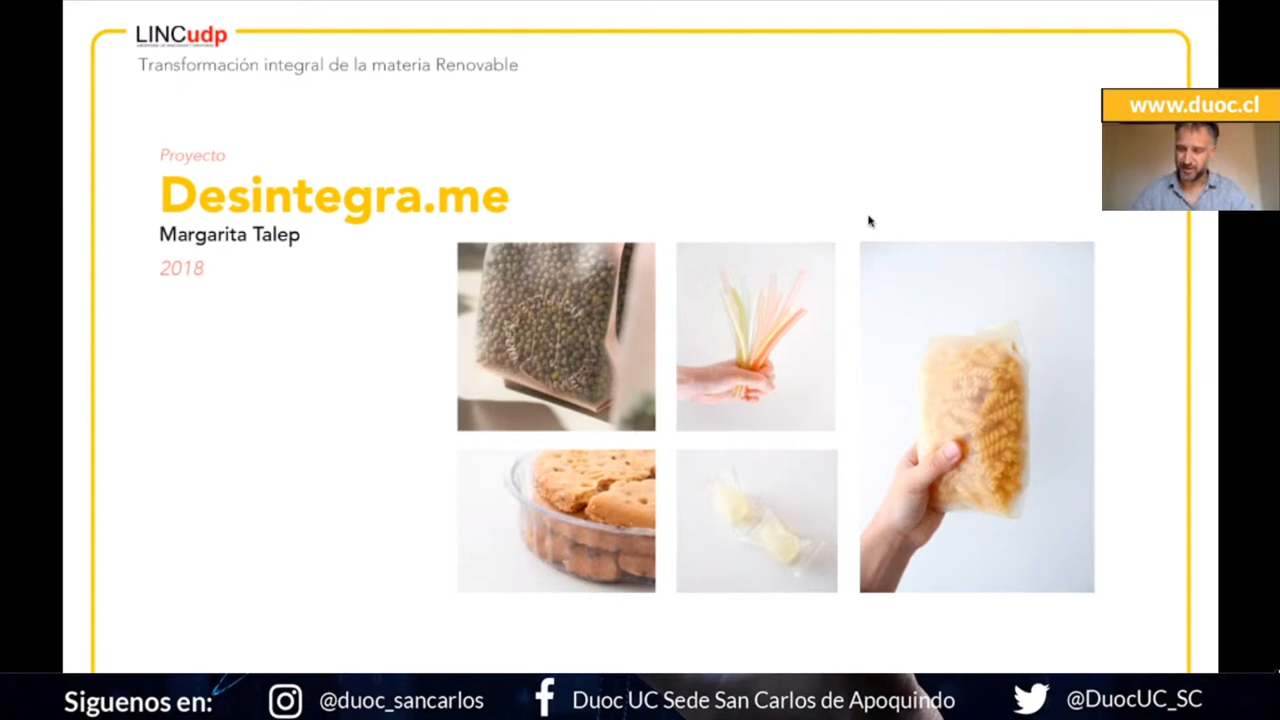 LINCudp
Transformación integral de la materia Renovable
www.duoc.cl
Proyecto
Desintegra.me
Margarita Talep
2018
Siguenos en:
@duoc_sancarlos
Duoc UC Sede San Carlos de Apoquindo
@DuocUC_SC